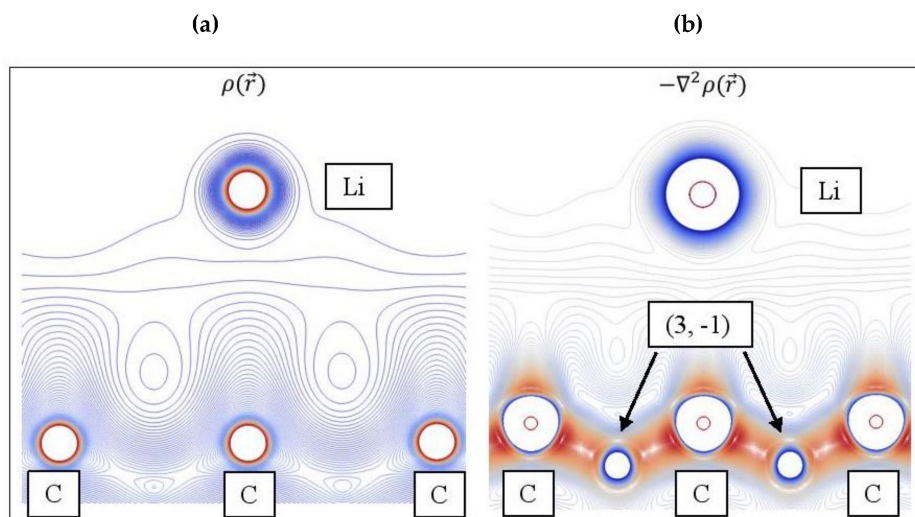 (a) (b)
ρ(r⃗) −∇²ρ(r⃗)
Li Li
(3, -1)
C C C C C C